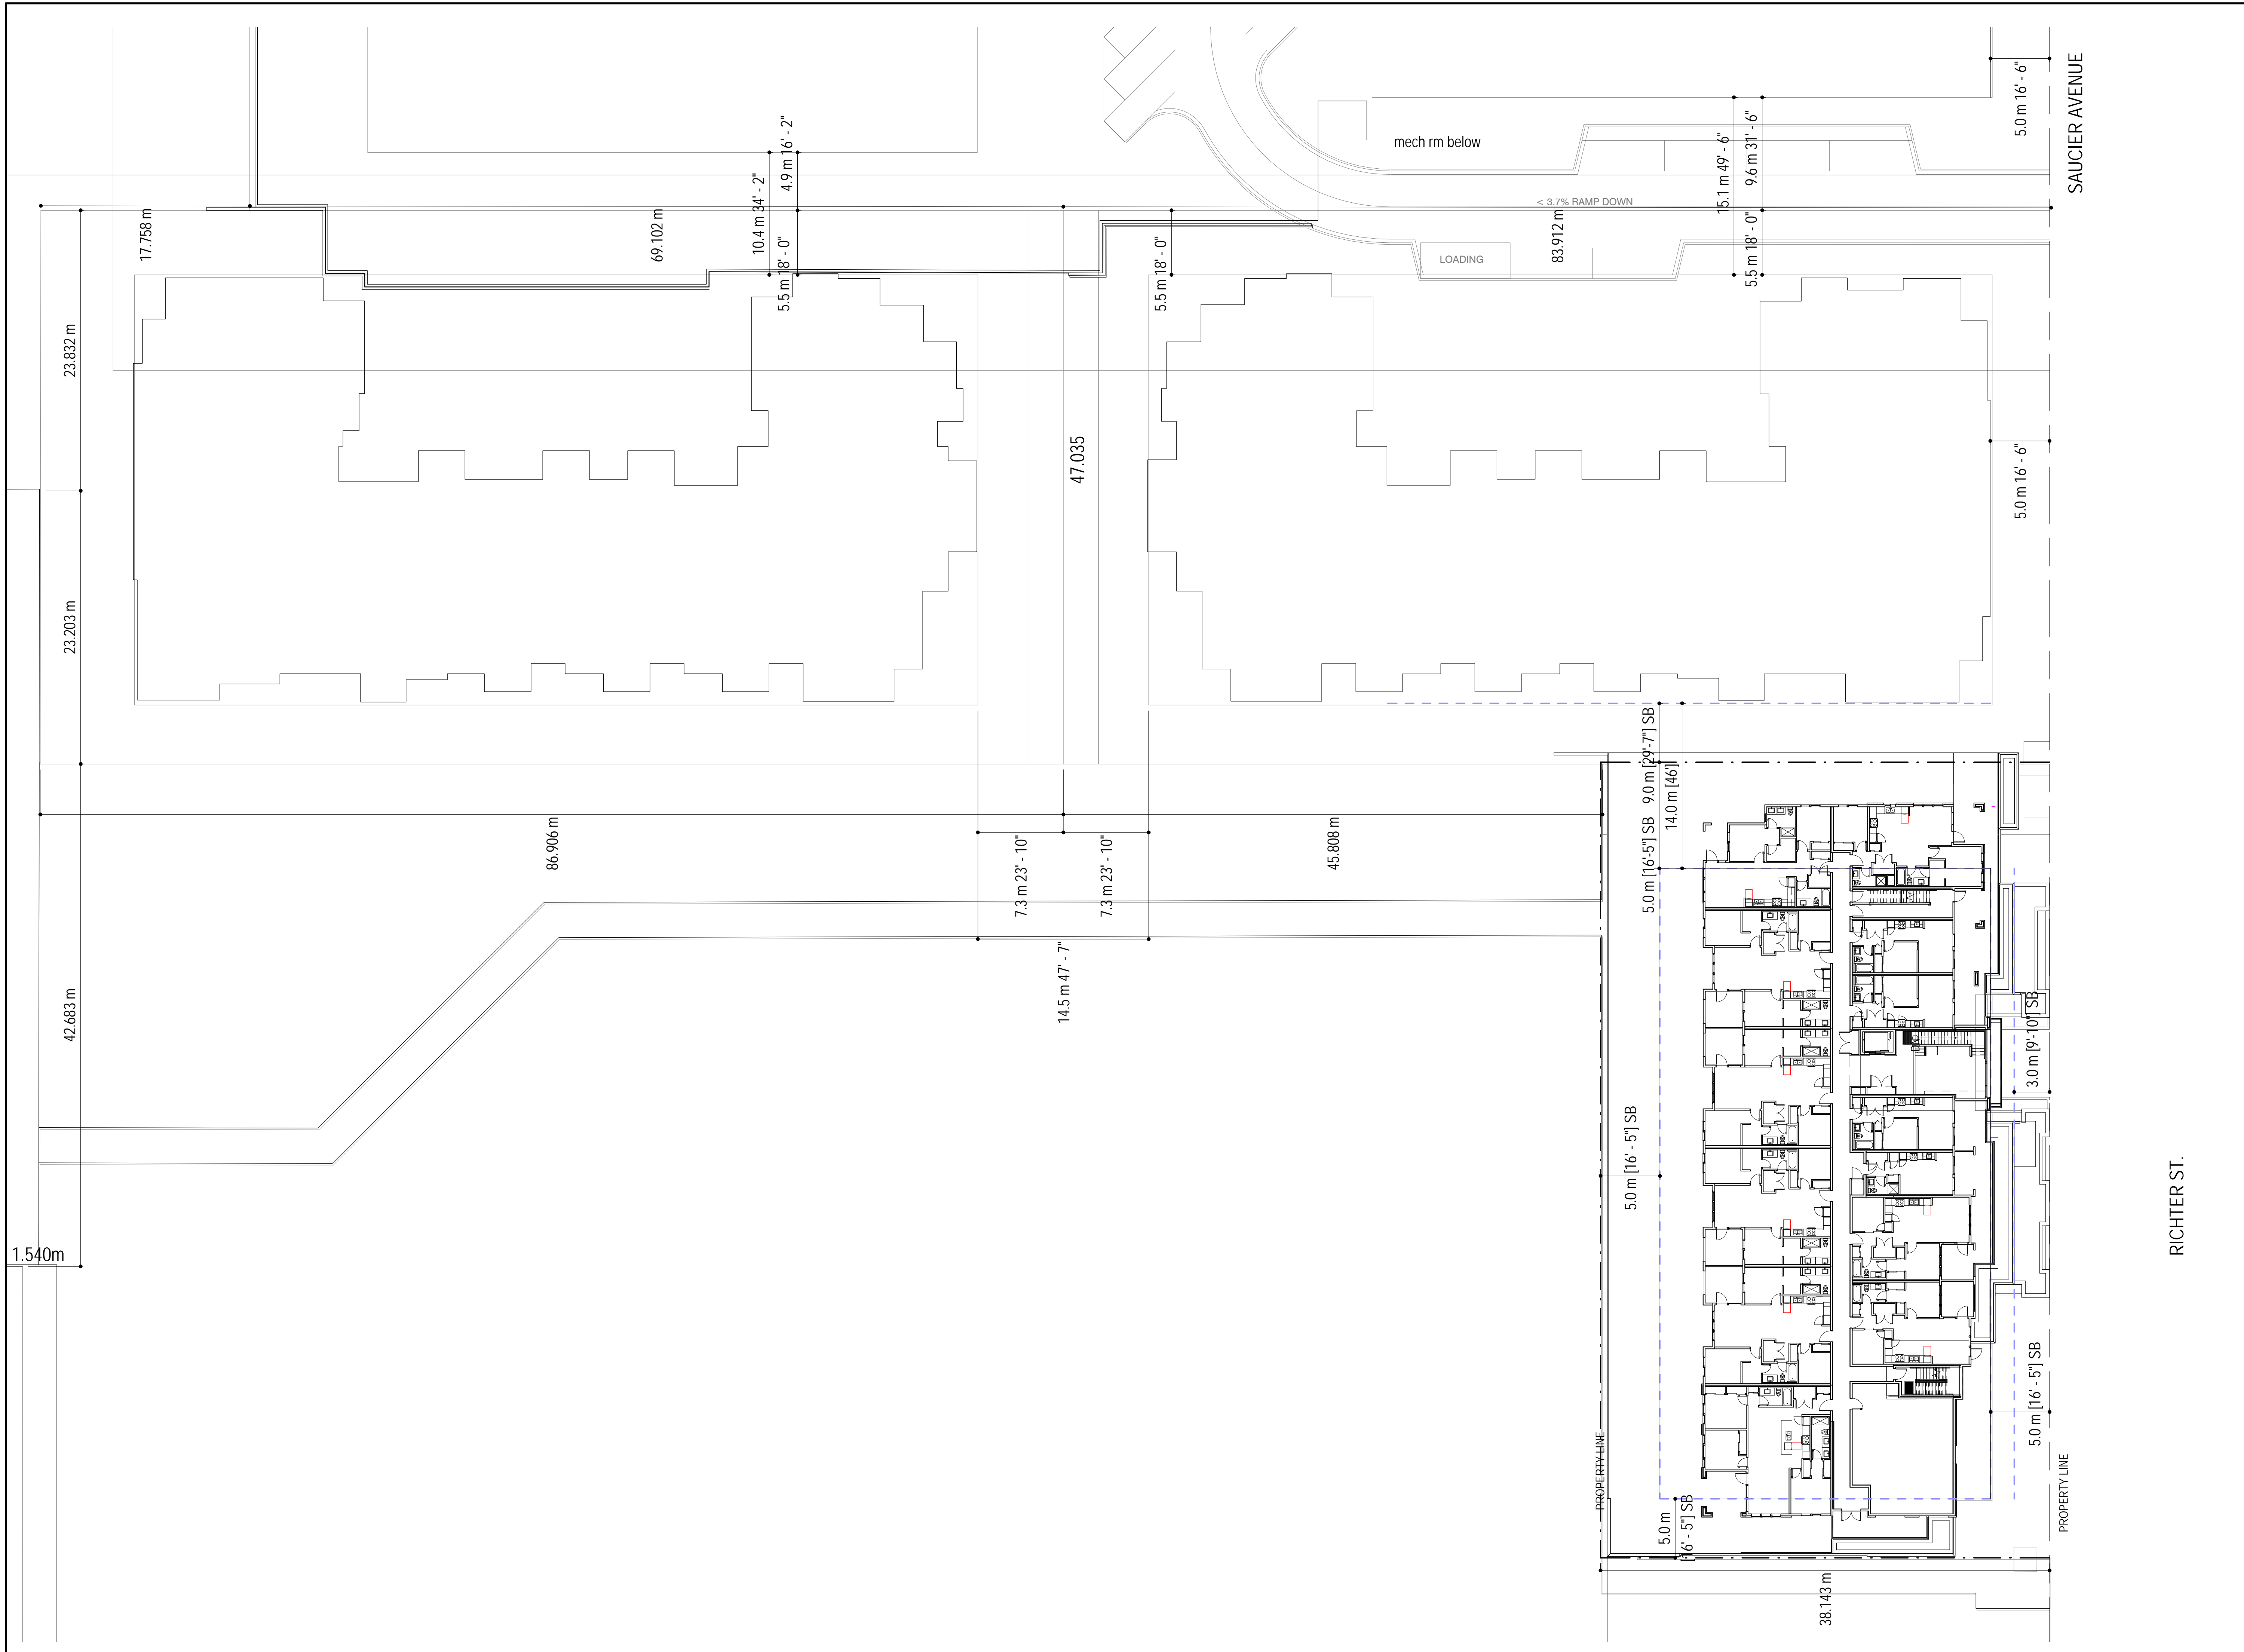 SAUCIER AVENUE
5.0 m 16' - 6"
mech rm below
4.9 m 16' - 2"
10.4 m 34' - 2"
15.1 m 49' - 6"
9.6 m 31' - 6"
< 3.7% RAMP DOWN
17.758 m
69.102 m
5.5 m 18' - 0"
5.5 m 18' - 0"
LOADING
83.912 m
5.5 m 18' - 0"
23.832 m
47.035
5.0 m 16' - 6"
23.203 m
5.0 m [16'-5"] SB
9.0 m [29'-7"] SB
14.0 m [46']
86.906 m
7.3 m 23' - 10"
7.3 m 23' - 10"
45.808 m
14.5 m 47' - 7"
42.683 m
3.0 m [9'-10"] SB
5.0 m [16' - 5"] SB
RICHTER ST.
1.540m
5.0 m [16' - 5"] SB
PROPERTY LINE
PROPERTY LINE
5.0 m
[16' - 5"] SB
38.143 m